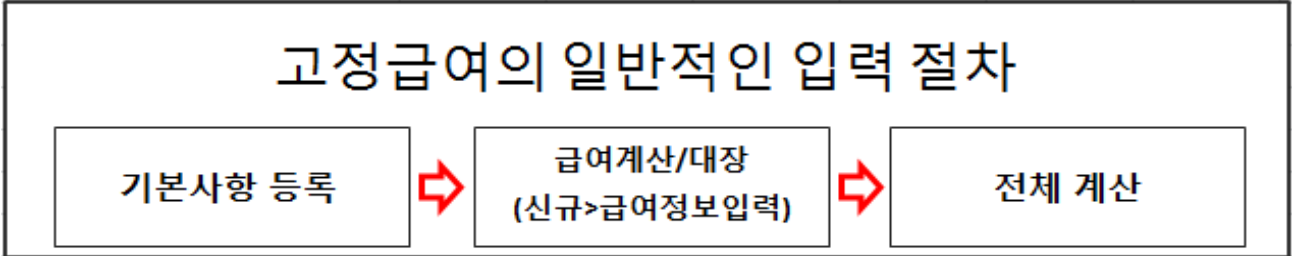 고정급여의 일반적인 입력 절차
기본사항 등록
급여계산/대장
(신규>급여정보입력)
전체 계산